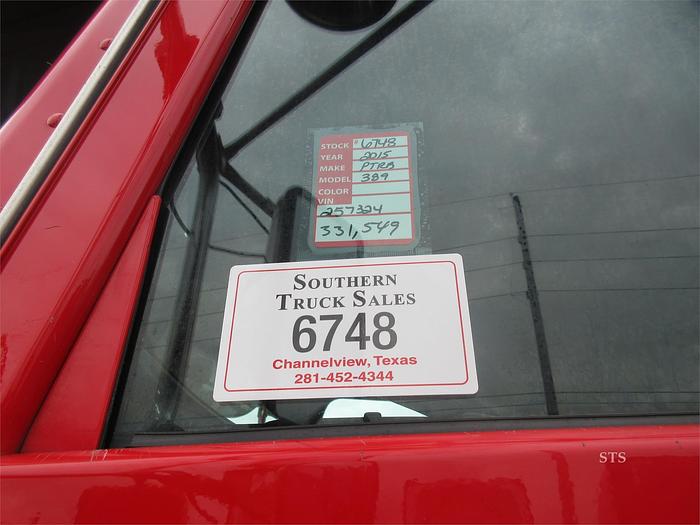 STOCK # 6748
YEAR 2015
MAKE PTRB
MODEL 389
COLOR
VIN
257324
331,549
SOUTHERN
TRUCK SALES
6748
Channelview, Texas
281-452-4344
STS